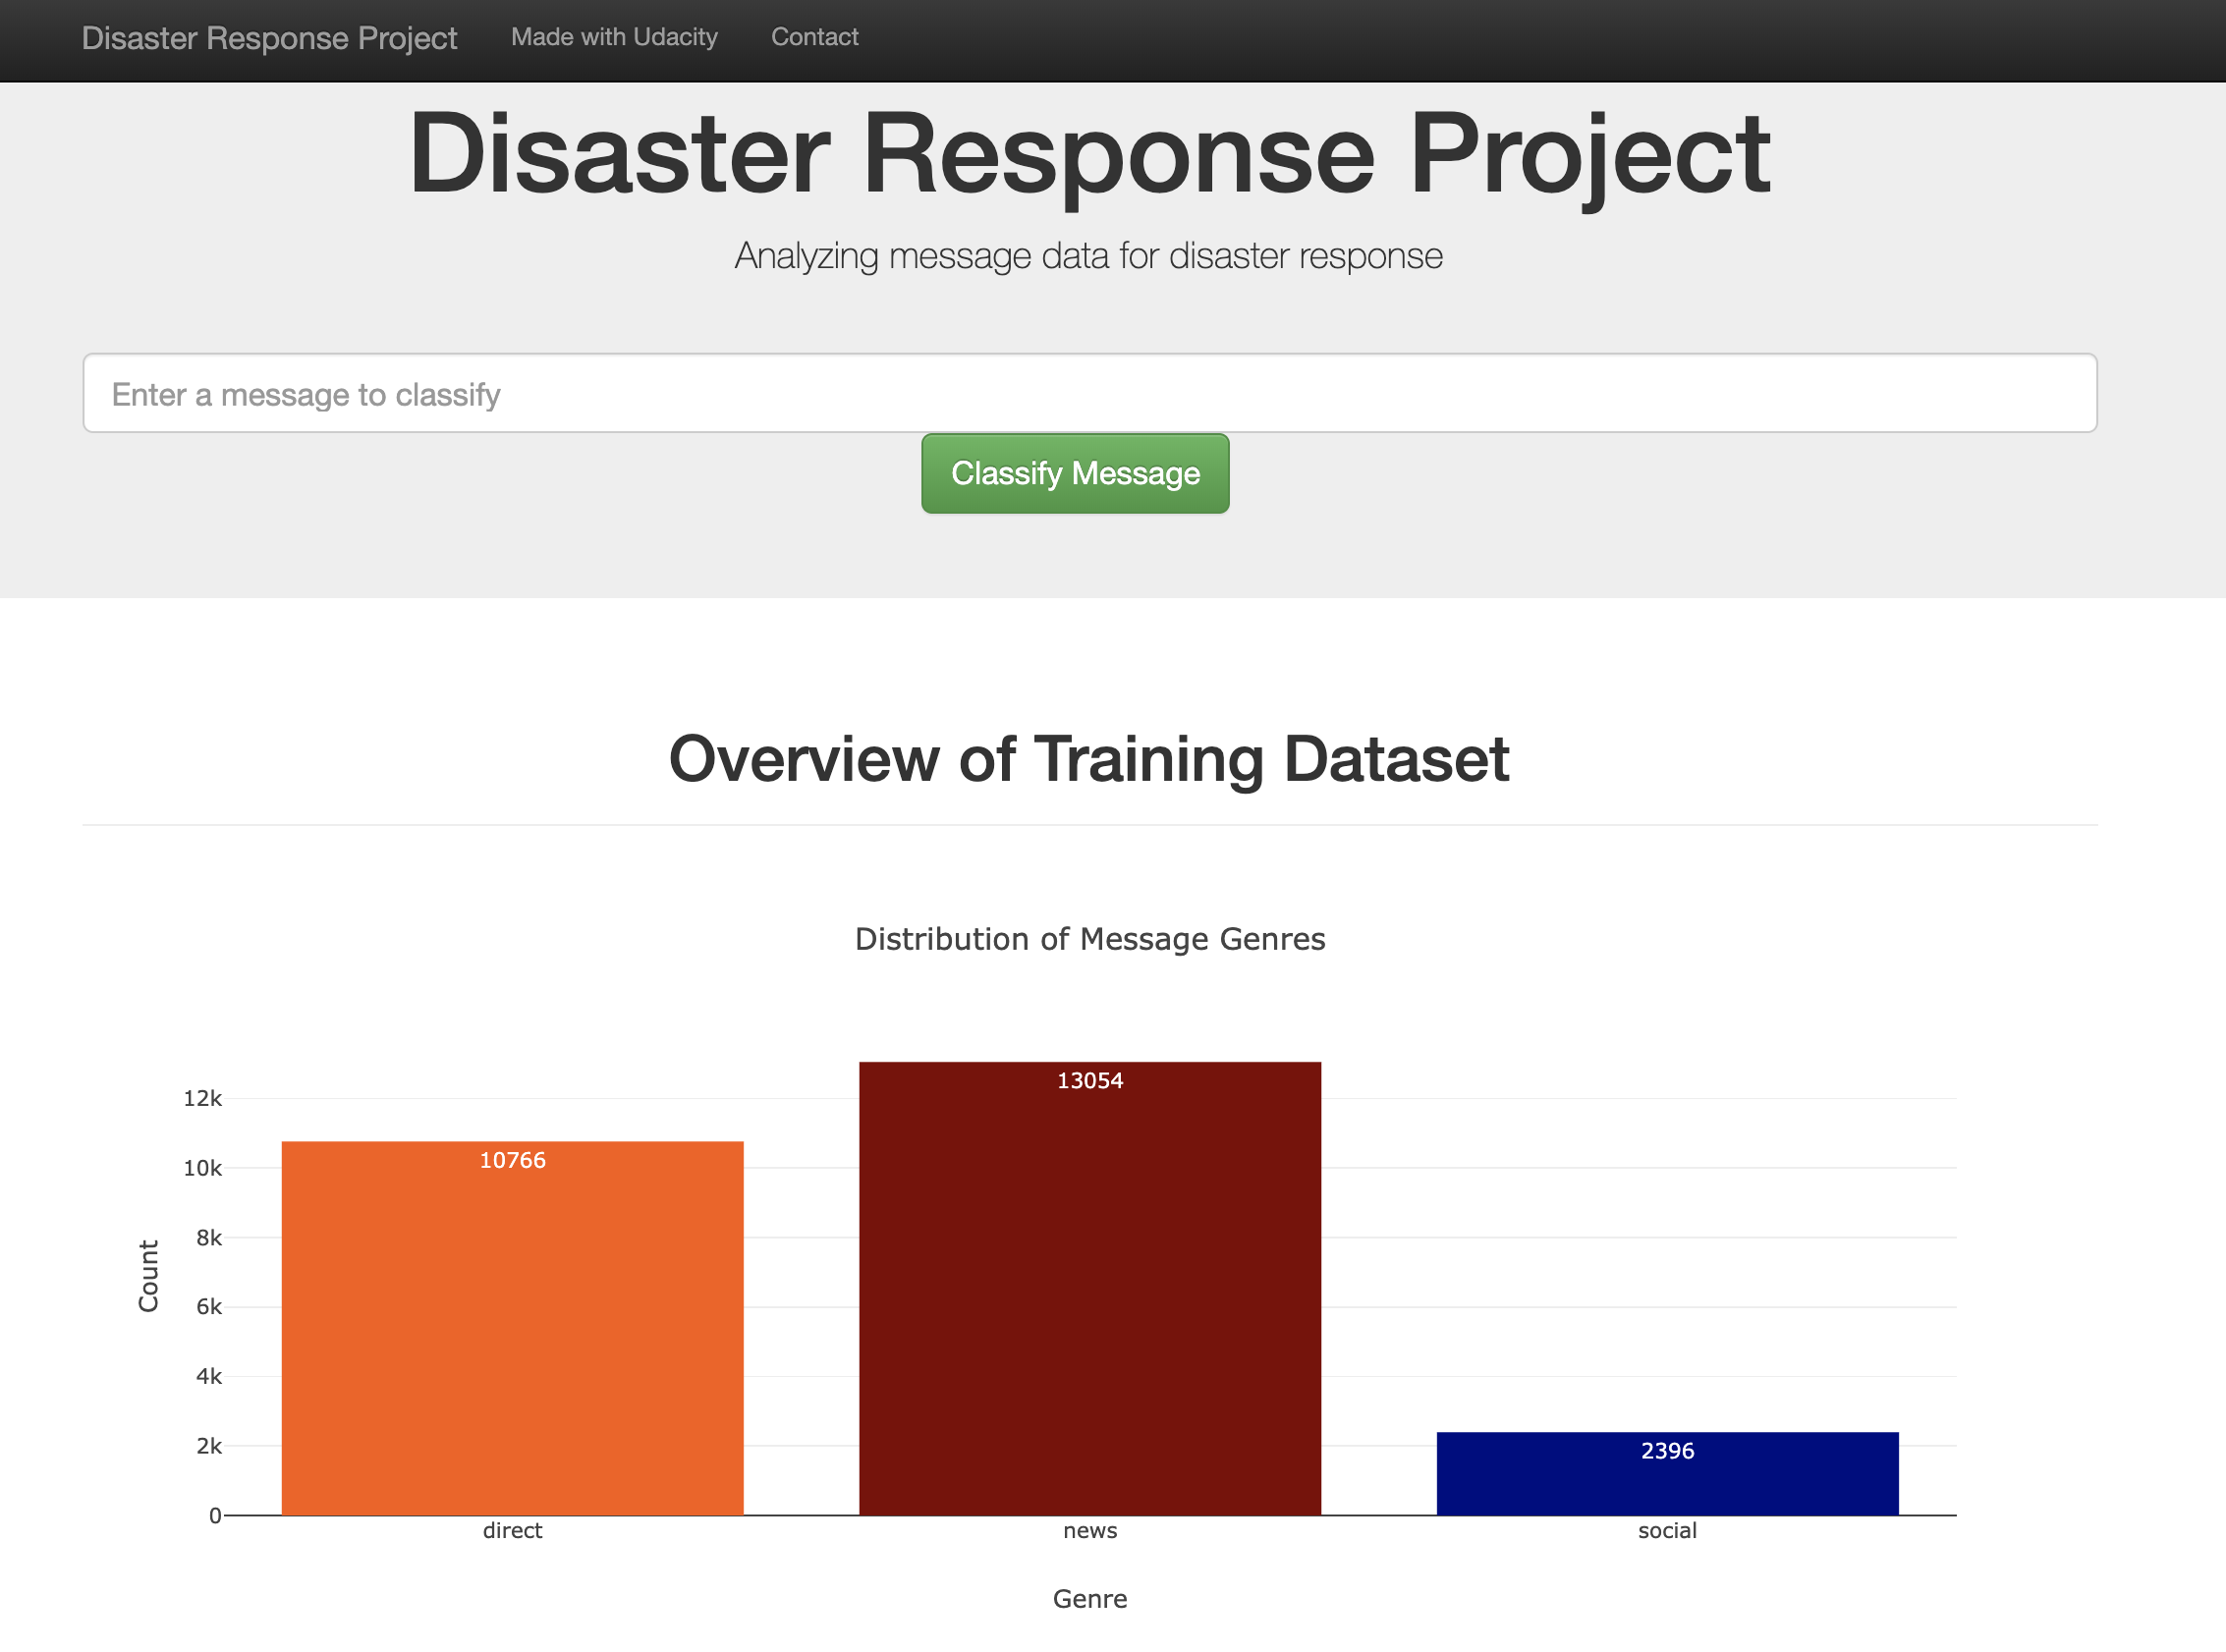 Disaster Response Project Made with Udacity Contact
Disaster Response Project
Analyzing message data for disaster response
Enter a message to classify
Classify Message
Overview of Training Dataset
Distribution of Message Genres
13054
12k
10766
10k
8k
Count
6k
4k
2k
2396
0
direct news social
Genre